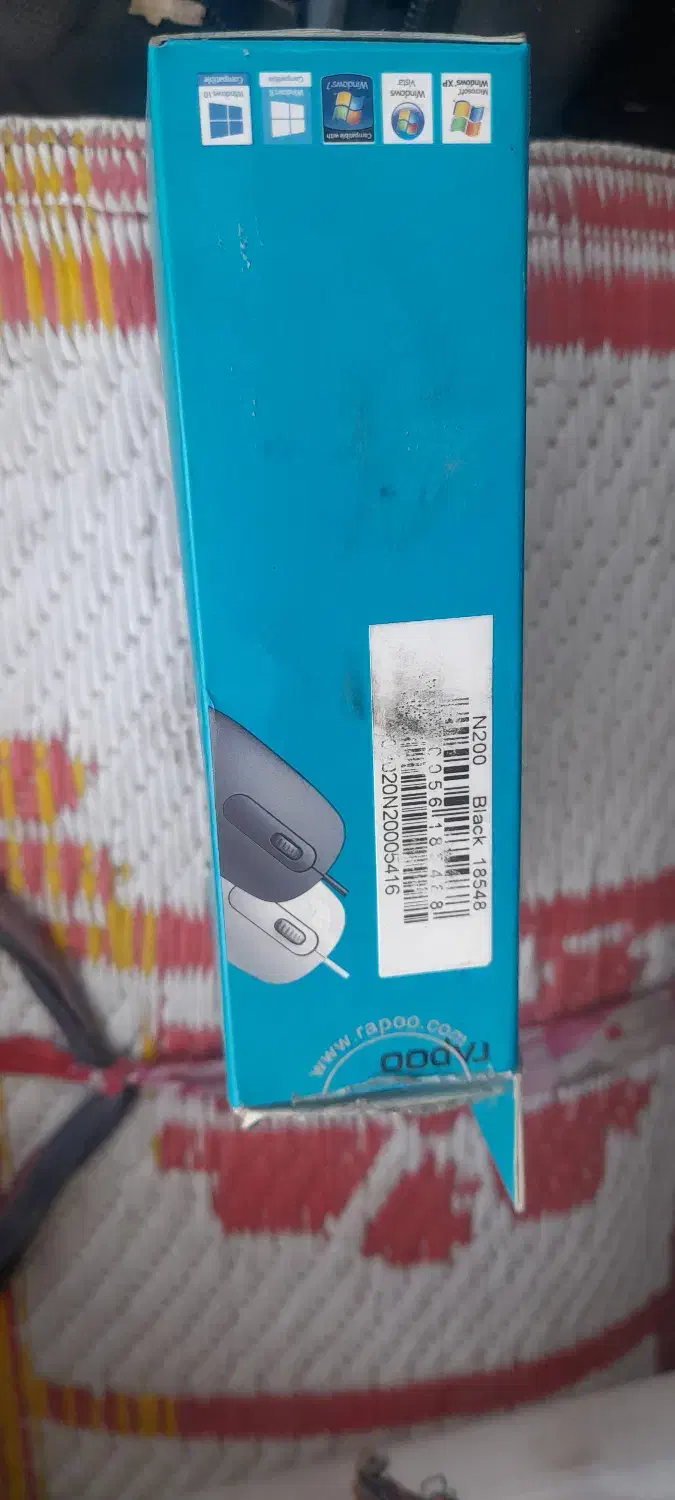 Microsoft
Windows XP
Windows
Vista
Compatible with
Windows 7
Compatible
Windows 8
Compatible
Windows 10
N200 Black 18548
www.rapoo.com
rapoo